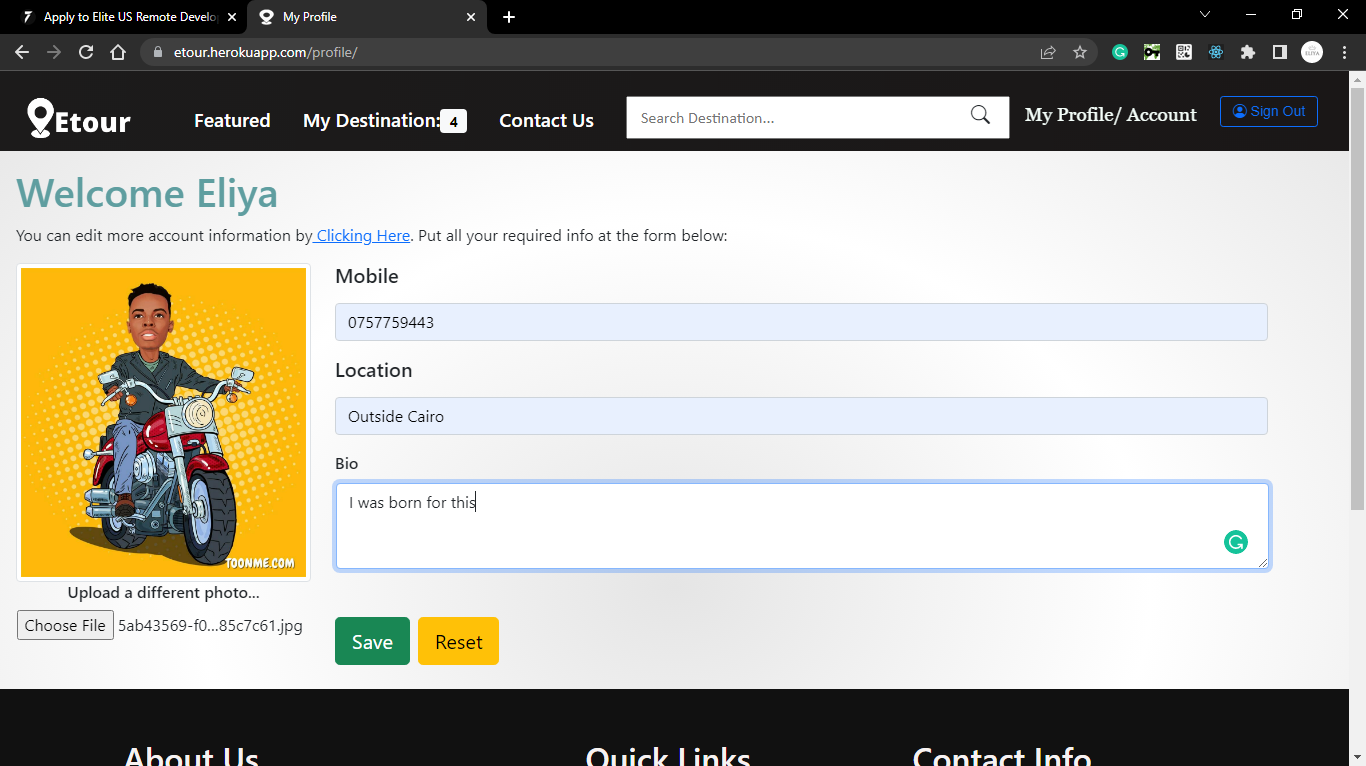 Apply to Elite US Remote Develo
My Profile
etour.herokuapp.com/profile/
Etour
Featured
My Destination: 4
Contact Us
Search Destination...
My Profile/ Account
Sign Out
Welcome Eliya
You can edit more account information by Clicking Here. Put all your required info at the form below:
TOONME.COM
Upload a different photo...
Choose File 5ab43569-f0...85c7c61.jpg
Mobile
0757759443
Location
Outside Cairo
Bio
I was born for this
Save
Reset
About Us
Quick Links
Contact Info